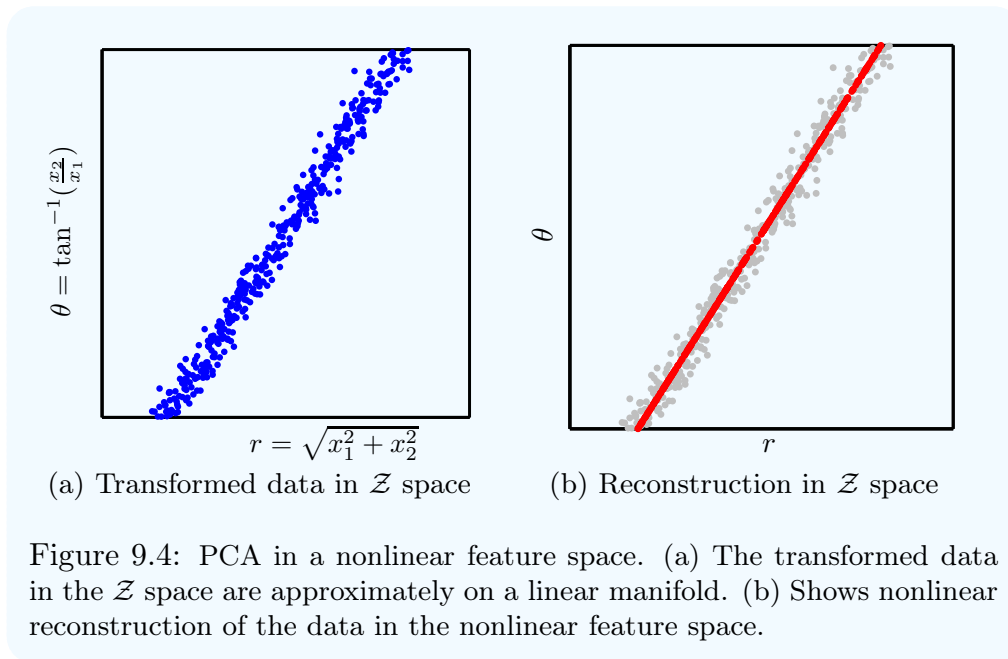 θ = tan⁻¹(x₂/x₁)
r = √(x₁² + x₂²)
(a) Transformed data in 𝒵 space
θ
r
(b) Reconstruction in 𝒵 space
Figure 9.4: PCA in a nonlinear feature space. (a) The transformed data
in the 𝒵 space are approximately on a linear manifold. (b) Shows nonlinear
reconstruction of the data in the nonlinear feature space.